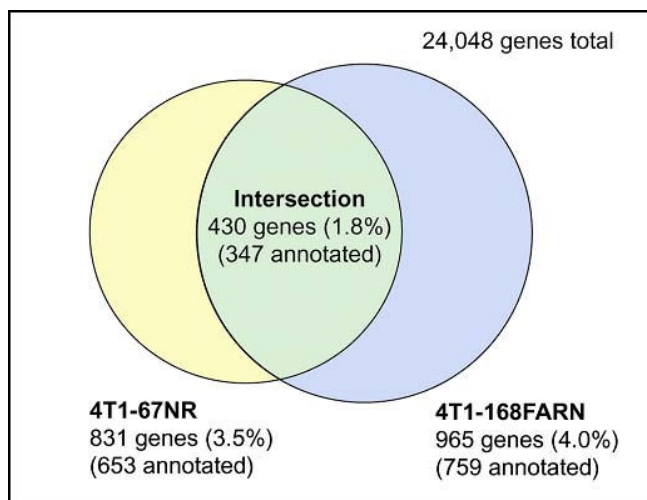 24,048 genes total
Intersection
430 genes (1.8%)
(347 annotated)
4T1-67NR
831 genes (3.5%)
(653 annotated)
4T1-168FARN
965 genes (4.0%)
(759 annotated)